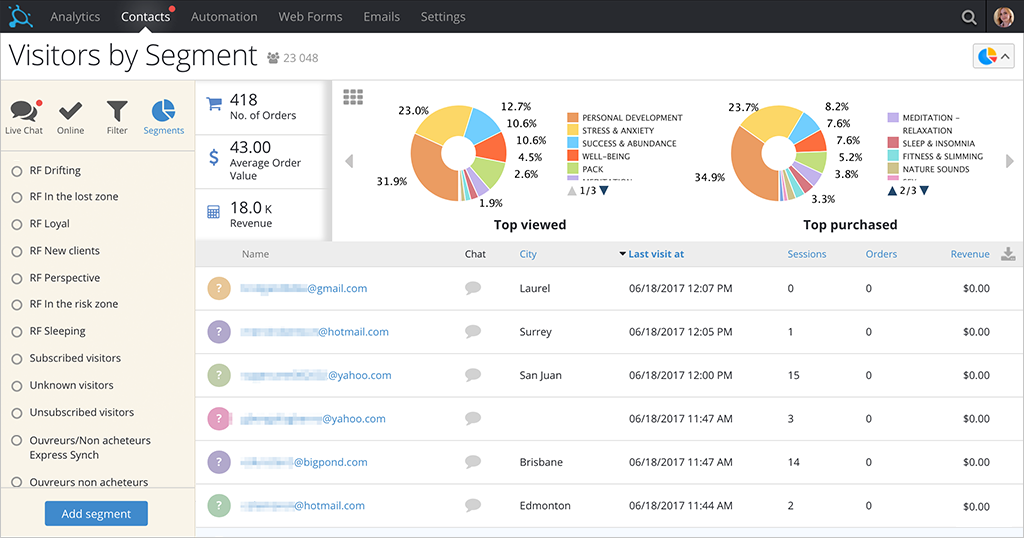 Analytics Contacts Automation Web Forms Emails Settings
Visitors by Segment 23 048
Live Chat Online Filter Segments
RF Drifting
RF In the lost zone
RF Loyal
RF New clients
RF Perspective
RF In the risk zone
RF Sleeping
Subscribed visitors
Unknown visitors
Unsubscribed visitors
Ouvreurs/Non acheteurs
Express Synch
Ouvreurs non acheteurs
Add segment
418
No. of Orders
$ 43.00
Average Order
Value
18.0 K
Revenue
23.0%
12.7%
10.6%
10.6%
4.5%
2.6%
1.9%
31.9%
PERSONAL DEVELOPMENT
STRESS & ANXIETY
SUCCESS & ABUNDANCE
WELL-BEING
PACK
1/3
Top viewed
23.7%
8.2%
7.6%
7.6%
5.2%
3.8%
3.3%
34.9%
MEDITATION –
RELAXATION
SLEEP & INSOMNIA
FITNESS & SLIMMING
NATURE SOUNDS
2/3
Top purchased
Name Chat City Last visit at Sessions Orders Revenue
? @gmail.com Laurel 06/18/2017 12:07 PM 0 0 $0.00
? @hotmail.com Surrey 06/18/2017 12:05 PM 1 0 $0.00
? @yahoo.com San Juan 06/18/2017 12:00 PM 15 0 $0.00
? @yahoo.com 06/18/2017 11:47 AM 3 0 $0.00
? @bigpond.com Brisbane 06/18/2017 11:47 AM 14 0 $0.00
? @hotmail.com Edmonton 06/18/2017 11:44 AM 2 0 $0.00